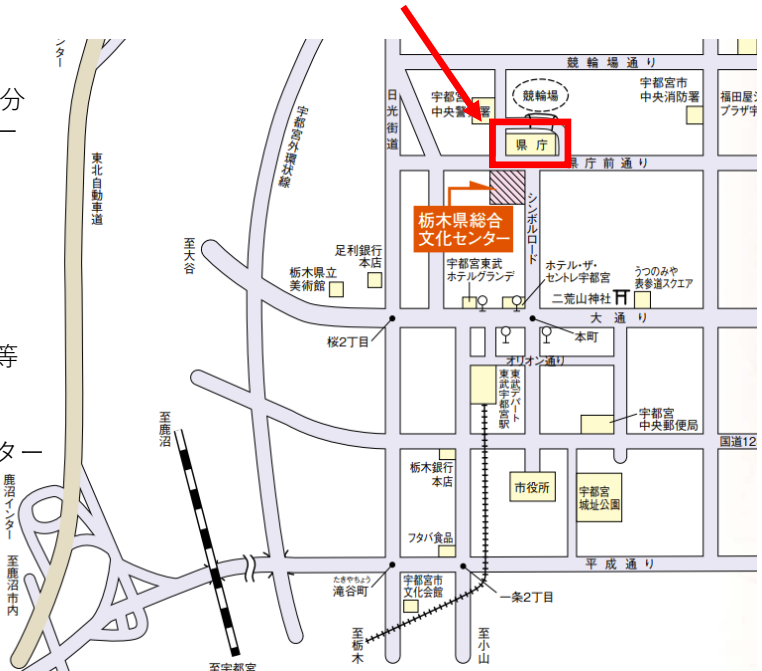 ンター
分
ー
競輪場通り
日光街道
宇都宮
中央警
署
競輪場
宇都宮市
中央消防署
福田屋
プラザ宇
宇都宮外環状線
県庁
県庁前通り
東北自動車道
栃木県総合
文化センター
シンボルロード
至大谷
足利銀行
本店
栃木県立
美術館
宇都宮東武
ホテルグランデ
ホテル・ザ・
セントレ宇都宮
うつのみや
表参道スクエア
二荒山神社
大通り
桜2丁目
本町
等
オリオン通り
東武デパート
東武宇都宮駅
至鹿沼
宇都宮
中央郵便局
ター
国道12
栃木銀行
本店
鹿沼インター
市役所
宇都宮
城址公園
フタバ食品
至鹿沼市内
平成通り
たきやちょう
滝谷町
宇都宮市
文化会館
一条2丁目
至栃木
至小山
至宇都宮